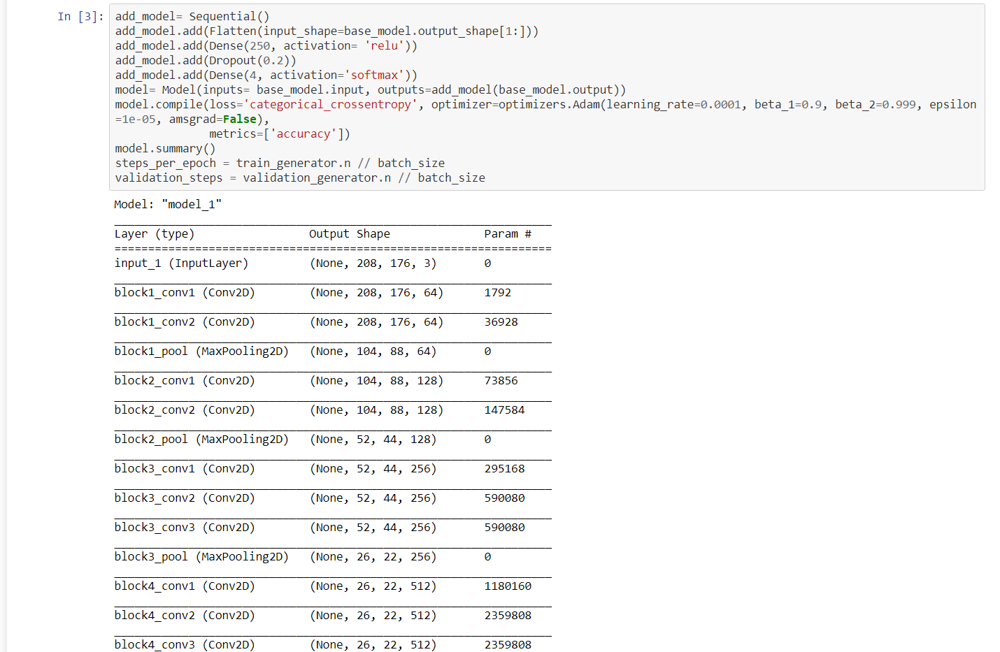 In [3]: add_model= Sequential()
add_model.add(Flatten(input_shape=base_model.output_shape[1:]))
add_model.add(Dense(250, activation= 'relu'))
add_model.add(Dropout(0.2))
add_model.add(Dense(4, activation='softmax'))
model= Model(inputs= base_model.input, outputs=add_model(base_model.output))
model.compile(loss='categorical_crossentropy', optimizer=optimizers.Adam(learning_rate=0.0001, beta_1=0.9, beta_2=0.999, epsilon
=1e-05, amsgrad=False),
metrics=['accuracy'])
model.summary()
steps_per_epoch = train_generator.n // batch_size
validation_steps = validation_generator.n // batch_size
Model: "model_1"
_________________________________________________________________
Layer (type) Output Shape Param #
=================================================================
input_1 (InputLayer) (None, 208, 176, 3) 0
_________________________________________________________________
block1_conv1 (Conv2D) (None, 208, 176, 64) 1792
_________________________________________________________________
block1_conv2 (Conv2D) (None, 208, 176, 64) 36928
_________________________________________________________________
block1_pool (MaxPooling2D) (None, 104, 88, 64) 0
_________________________________________________________________
block2_conv1 (Conv2D) (None, 104, 88, 128) 73856
_________________________________________________________________
block2_conv2 (Conv2D) (None, 104, 88, 128) 147584
_________________________________________________________________
block2_pool (MaxPooling2D) (None, 52, 44, 128) 0
_________________________________________________________________
block3_conv1 (Conv2D) (None, 52, 44, 256) 295168
_________________________________________________________________
block3_conv2 (Conv2D) (None, 52, 44, 256) 590080
_________________________________________________________________
block3_conv3 (Conv2D) (None, 52, 44, 256) 590080
_________________________________________________________________
block3_pool (MaxPooling2D) (None, 26, 22, 256) 0
_________________________________________________________________
block4_conv1 (Conv2D) (None, 26, 22, 512) 1180160
_________________________________________________________________
block4_conv2 (Conv2D) (None, 26, 22, 512) 2359808
_________________________________________________________________
block4_conv3 (Conv2D) (None, 26, 22, 512) 2359808